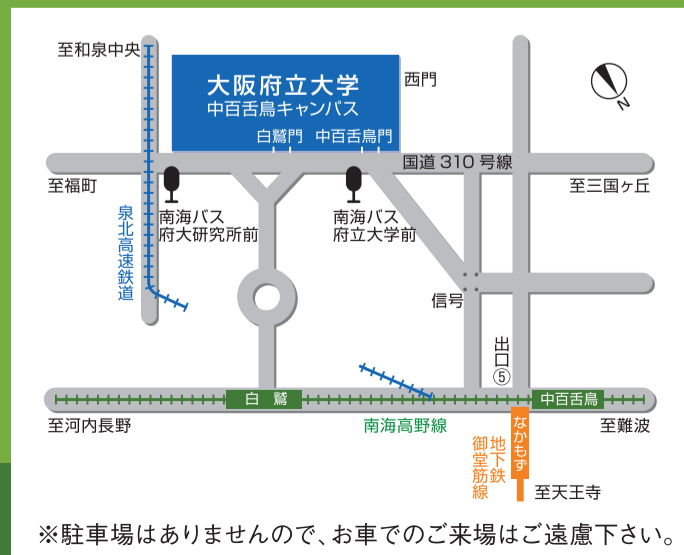 至和泉中央
大阪府立大学
中百舌鳥キャンパス
白鷺門 中百舌鳥門
西門
N
国道310号線
至福町
至三国ヶ丘
泉北高速鉄道
南海バス
府大研究所前
南海バス
府立大学前
信号
出口⑤
白鷺
中百舌鳥
至河内長野
南海高野線
至難波
なかもず
地下鉄
御堂筋線
至天王寺
※駐車場はありませんので、お車でのご来場はご遠慮下さい。